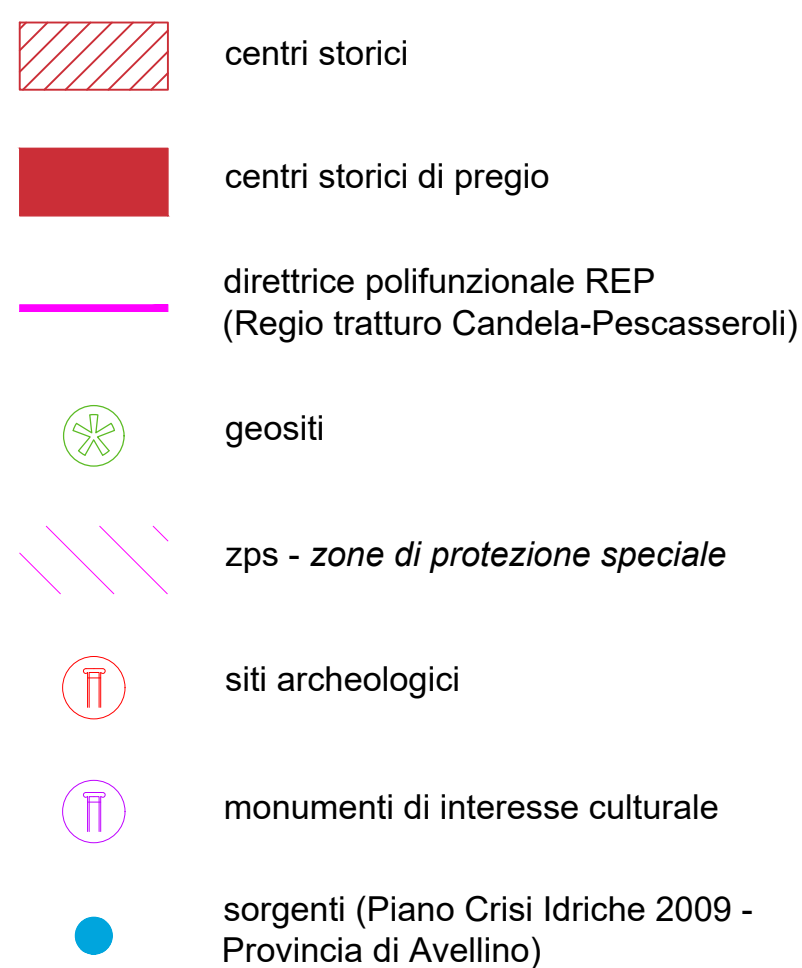 centri storici
centri storici di pregio
direttrice polifunzionale REP
(Regio tratturo Candela-Pescasseroli)
geositi
zps - zone di protezione speciale
siti archeologici
monumenti di interesse culturale
sorgenti (Piano Crisi Idriche 2009 -
Provincia di Avellino)